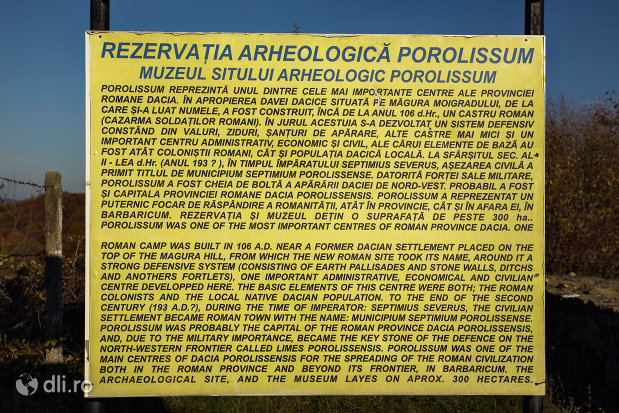 REZERVAȚIA ARHEOLOGICĂ POROLISSUM
MUZEUL SITULUI ARHEOLOGIC POROLISSUM
POROLISSUM REPREZINTĂ UNUL DINTRE CELE MAI IMPORTANTE CENTRE ALE PROVINCIEI
ROMANE DACIA. ÎN APROPIEREA DAVEI DACICE SITUATĂ PE MĂGURA MOIGRADULUI, DE LA
CARE ȘI-A LUAT NUMELE, A FOST CONSTRUIT, ÎNCĂ DE LA ANUL 106 d.Hr., UN CASTRU ROMAN
(CAZARMA SOLDAȚILOR ROMANI). ÎN JURUL ACESTUIA S-A DEZVOLTAT UN SISTEM DEFENSIV
CONSTÂND DIN VALURI, ZIDURI, ȘANȚURI DE APĂRARE, ALTE CASTRE MAI MICI ȘI UN
IMPORTANT CENTRU ADMINISTRATIV, ECONOMIC ȘI CIVIL, ALE CĂRUI ELEMENTE DE BAZĂ AU
FOST ATÂT COLONIȘTII ROMANI, CÂT ȘI POPULAȚIA DACICĂ LOCALĂ. LA SFÂRȘITUL SEC. AL
II - LEA d.Hr. (ANUL 193 ? ), ÎN TIMPUL ÎMPĂRATULUI SEPTIMIUS SEVERUS, AȘEZAREA CIVILĂ A
PRIMIT TITLUL DE MUNICIPIUM SEPTIMIUM POROLISSENSE. DATORITĂ FORȚEI SALE MILITARE,
POROLISSUM A FOST CHEIA DE BOLTĂ A APĂRĂRII DACIEI DE NORD-VEST. PROBABIL A FOST
ȘI CAPITALA PROVINCIEI ROMANE DACIA POROLISSENSIS. POROLISSUM A REPREZENTAT UN
PUTERNIC FOCAR DE RĂSPÂNDIRE A ROMANITĂȚII, ATÂT ÎN PROVINCIE, CÂT ȘI ÎN AFARA EI, ÎN
BARBARICUM. REZERVAȚIA ȘI MUZEUL DEȚIN O SUPRAFAȚĂ DE PESTE 300 ha..
POROLISSUM WAS ONE OF THE MOST IMPORTANT CENTRES OF ROMAN PROVINCE DACIA. ONE
ROMAN CAMP WAS BUILT IN 106 A.D. NEAR A FORMER DACIAN SETTLEMENT PLACED ON THE
TOP OF THE MAGURA HILL, FROM WHICH THE NEW ROMAN SITE TOOK ITS NAME, AROUND IT A
STRONG DEFENSIVE SYSTEM (CONSISTING OF EARTH PALLISADES AND STONE WALLS, DITCHS
AND ANOTHERS FORTLETS), ONE IMPORTANT ADMINISTRATIVE, ECONOMICAL AND CIVILIAN
CENTRE DEVELOPPED HERE. THE BASIC ELEMENTS OF THIS CENTRE WERE BOTH; THE ROMAN
COLONISTS AND THE LOCAL NATIVE DACIAN POPULATION. TO THE END OF THE SECOND
CENTURY (193 A.D.?), DURING THE TIME OF IMPERATOR: SEPTIMIUS SEVERUS, THE CIVILIAN
SETTLEMENT BECAME ROMAN TOWN WITH THE NAME: MUNICIPIUM SEPTIMIUM POROLISSENSE.
POROLISSUM WAS PROBABLY THE CAPITAL OF THE ROMAN PROVINCE DACIA POROLISSENSIS,
AND, DUE TO THE MILITARY IMPORTANCE, BECAME THE KEY STONE OF THE DEFENCE ON THE
NORTH-WESTERN FRONTIER CALLED LIMES POROLISSENSIS. POROLISSUM WAS ONE OF THE
MAIN CENTRES OF DACIA POROLISSENSIS FOR THE SPREADING OF THE ROMAN CIVILIZATION
BOTH IN THE ROMAN PROVINCE AND BEYOND ITS FRONTIER, IN BARBARICUM. THE
ARCHAEOLOGICAL SITE, AND THE MUSEUM LAYES ON APROX. 300 HECTARES.
dli.ro